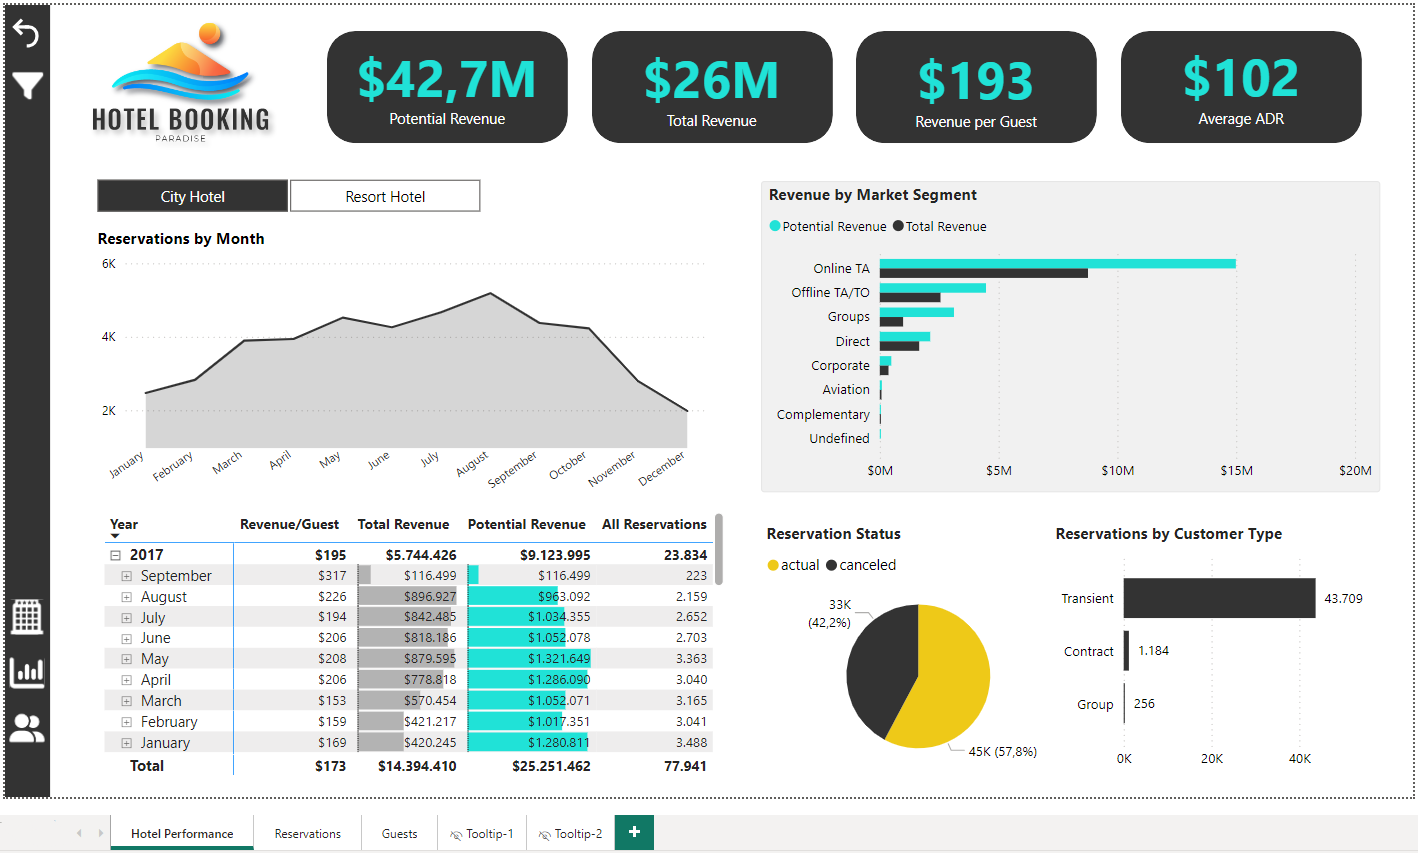 HOTEL BOOKING
PARADISE
$42,7M
Potential Revenue
$26M
Total Revenue
$193
Revenue per Guest
$102
Average ADR
City Hotel
Resort Hotel
Reservations by Month
6K
4K
2K
January
February
March
April
May
June
July
August
September
October
November
December
Revenue by Market Segment
Potential Revenue
Total Revenue
Online TA
Offline TA/TO
Groups
Direct
Corporate
Aviation
Complementary
Undefined
$0M
$5M
$10M
$15M
$20M
Year Revenue/Guest Total Revenue Potential Revenue All Reservations
2017 $195 $5.744.426 $9.123.995 23.834
September $317 $116.499 $116.499 223
August $226 $896.927 $963.092 2.159
July $194 $842.485 $1.034.355 2.652
June $206 $818.186 $1.052.078 2.703
May $208 $879.595 $1.321.649 3.363
April $206 $778.818 $1.286.090 3.040
March $153 $570.454 $1.052.071 3.165
February $159 $421.217 $1.017.351 3.041
January $169 $420.245 $1.280.811 3.488
Total $173 $14.394.410 $25.251.462 77.941
Reservation Status
actual
canceled
33K
(42,2%)
45K (57,8%)
Reservations by Customer Type
Transient 43.709
Contract 1.184
Group 256
0K
20K
40K
Hotel Performance
Reservations
Guests
Tooltip-1
Tooltip-2
+